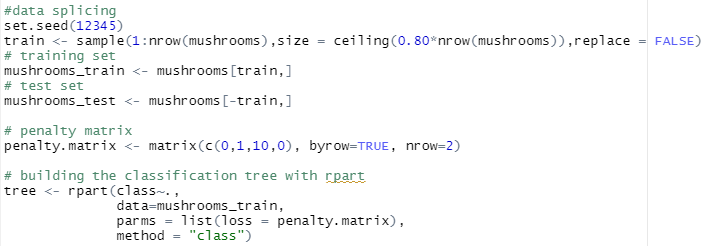 #data splicing
set.seed(12345)
train <- sample(1:nrow(mushrooms),size = ceiling(0.80*nrow(mushrooms)),replace = FALSE)
# training set
mushrooms_train <- mushrooms[train,]
# test set
mushrooms_test <- mushrooms[-train,]

# penalty matrix
penalty.matrix <- matrix(c(0,1,10,0), byrow=TRUE, nrow=2)

# building the classification tree with rpart
tree <- rpart(class~.,
              data=mushrooms_train,
              parms = list(loss = penalty.matrix),
              method = "class")